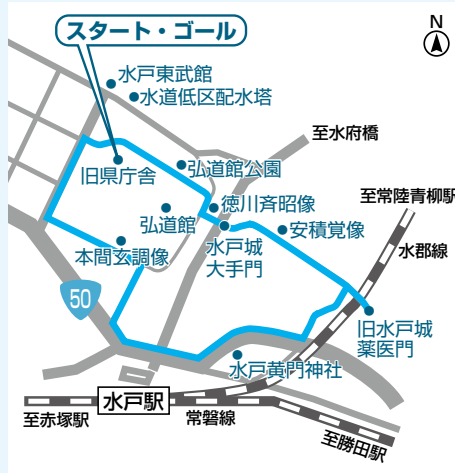 スタート・ゴール
N
水戸東武館
水道低区配水塔
至水府橋
旧県庁舎
弘道館公園
至常陸青柳駅
徳川斉昭像
弘道館
安積覚像
水戸城
大手門
本間玄調像
水郡線
50
旧水戸城
薬医門
水戸黄門神社
水戸駅
至赤塚駅
常磐線
至勝田駅